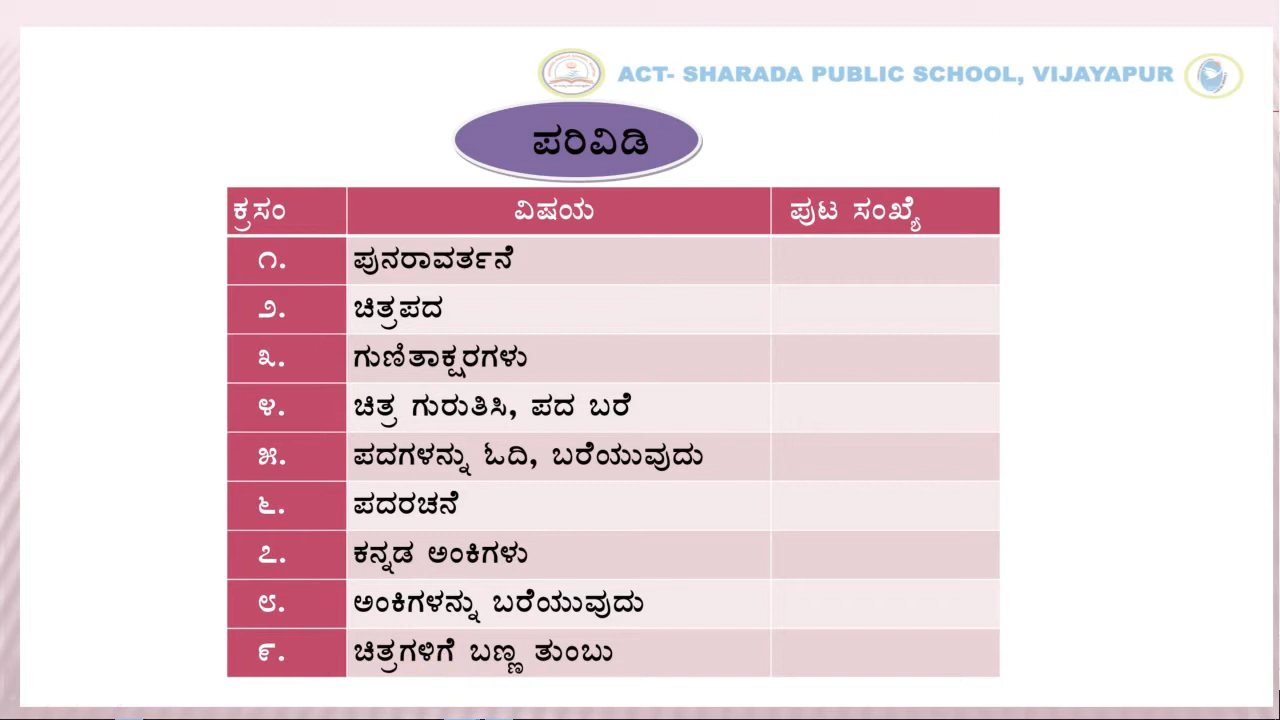 ACT- SHARADA PUBLIC SCHOOL, VIJAYAPUR
ಪರಿವಿಡಿ
ಕ್ರಸಂ ವಿಷಯ ಪುಟ ಸಂಖ್ಯೆ
೧. ಪುನರಾವರ್ತನೆ
೨. ಚಿತ್ರಪದ
೩. ಗುಣಿತಾಕ್ಷರಗಳು
೪. ಚಿತ್ರ ಗುರುತಿಸಿ, ಪದ ಬರೆ
೫. ಪದಗಳನ್ನು ಓದಿ, ಬರೆಯುವುದು
೬. ಪದರಚನೆ
೭. ಕನ್ನಡ ಅಂಕಿಗಳು
೮. ಅಂಕಿಗಳನ್ನು ಬರೆಯುವುದು
೯. ಚಿತ್ರಗಳಿಗೆ ಬಣ್ಣ ತುಂಬು